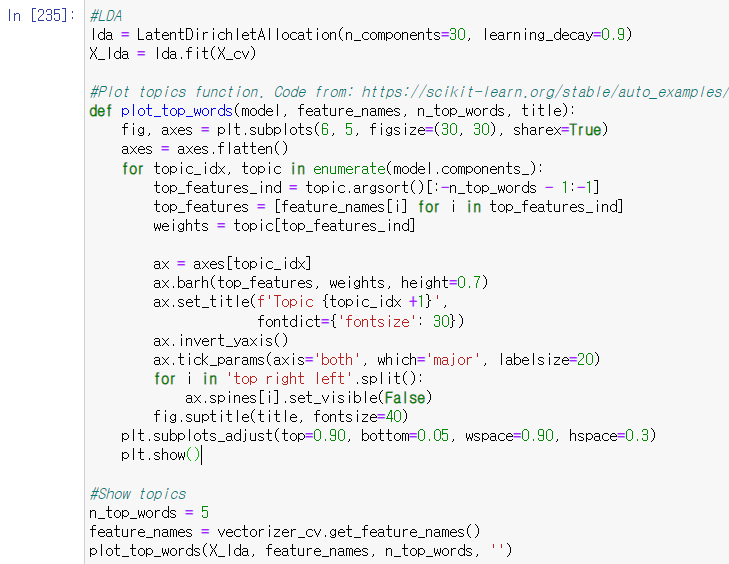 In [235]: #LDA
lda = LatentDirichletAllocation(n_components=30, learning_decay=0.9)
X_lda = lda.fit(X_cv)
#Plot topics function. Code from: https://scikit-learn.org/stable/auto_examples/
def plot_top_words(model, feature_names, n_top_words, title):
    fig, axes = plt.subplots(6, 5, figsize=(30, 30), sharex=True)
    axes = axes.flatten()
    for topic_idx, topic in enumerate(model.components_):
        top_features_ind = topic.argsort()[:-n_top_words - 1:-1]
        top_features = [feature_names[i] for i in top_features_ind]
        weights = topic[top_features_ind]
        ax = axes[topic_idx]
        ax.barh(top_features, weights, height=0.7)
        ax.set_title(f'Topic {topic_idx +1}',
                     fontdict={'fontsize': 30})
        ax.invert_yaxis()
        ax.tick_params(axis='both', which='major', labelsize=20)
        for i in 'top right left'.split():
            ax.spines[i].set_visible(False)
        fig.suptitle(title, fontsize=40)
    plt.subplots_adjust(top=0.90, bottom=0.05, wspace=0.90, hspace=0.3)
    plt.show()
#Show topics
n_top_words = 5
feature_names = vectorizer_cv.get_feature_names()
plot_top_words(X_lda, feature_names, n_top_words, '')